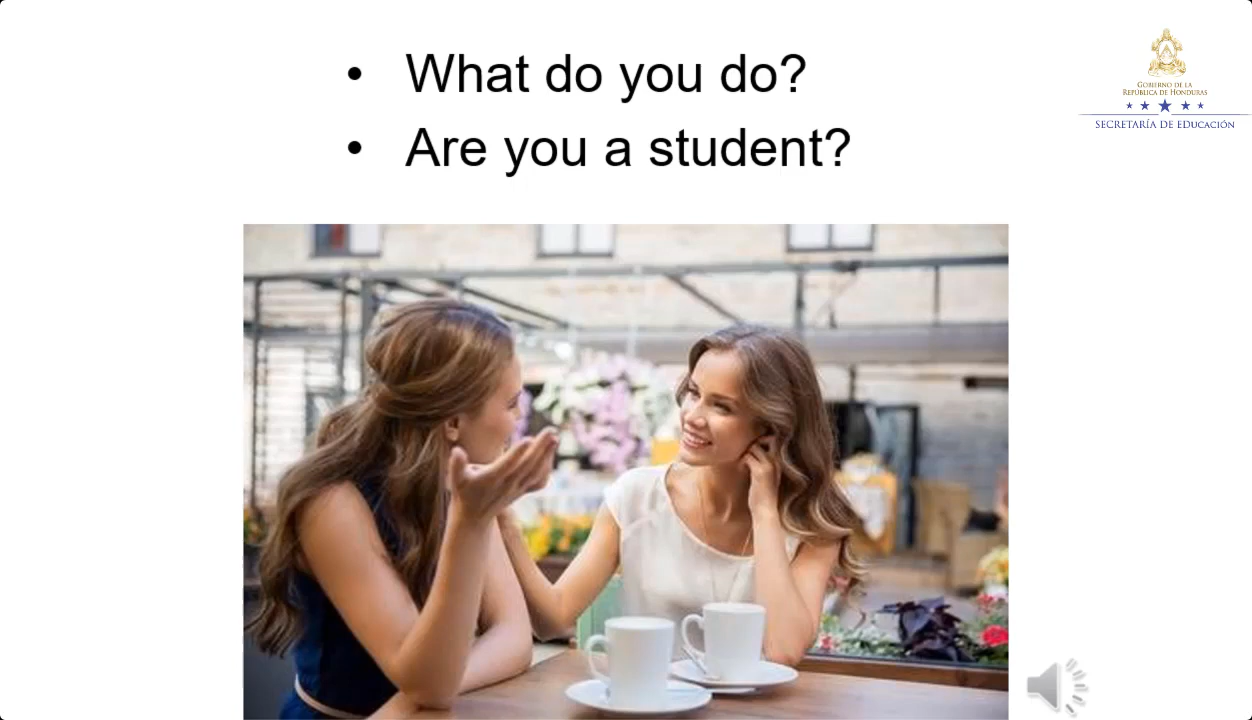 • What do you do?
• Are you a student?
GOBIERNO DE LA
REPÚBLICA DE HONDURAS
SECRETARÍA DE EDUCACIÓN